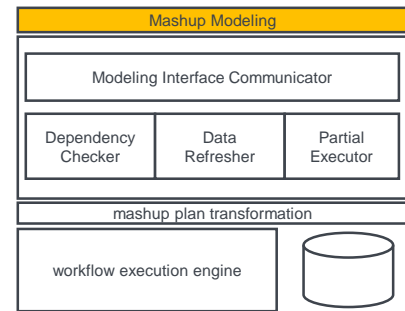 Mashup Modeling
Modeling Interface Communicator
Dependency
Checker
Data
Refresher
Partial
Executor
mashup plan transformation
workflow execution engine